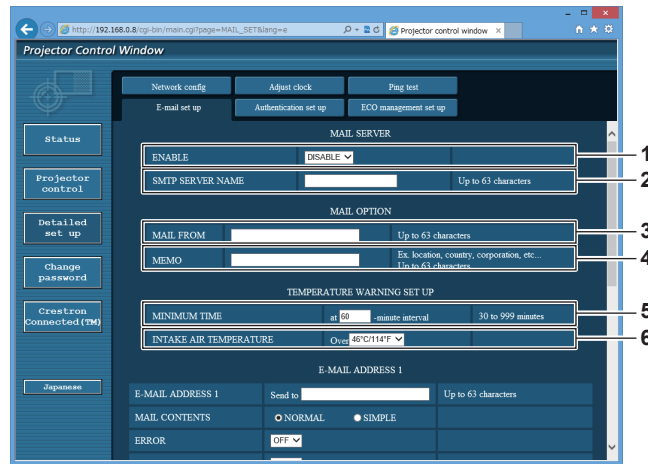 http://192.168.0.8/cgi-bin/main.cgi?page=MAIL_SET&lang=e
Projector control window
Projector Control Window
Network config Adjust clock Ping test
E-mail set up Authentication set up ECO management set up
Status
Projector control
Detailed set up
Change password
Crestron Connected(TM)
Japanese
MAIL SERVER
ENABLE DISABLE 1
SMTP SERVER NAME Up to 63 characters 2
MAIL OPTION
MAIL FROM Up to 63 characters 3
MEMO Ex. location, country, corporation, etc... 4
Up to 63 characters
TEMPERATURE WARNING SET UP
MINIMUM TIME at 60 -minute interval 30 to 999 minutes 5
INTAKE AIR TEMPERATURE Over 46°C/114°F 6
E-MAIL ADDRESS 1
E-MAIL ADDRESS 1 Send to Up to 63 characters
MAIL CONTENTS NORMAL SIMPLE
ERROR OFF